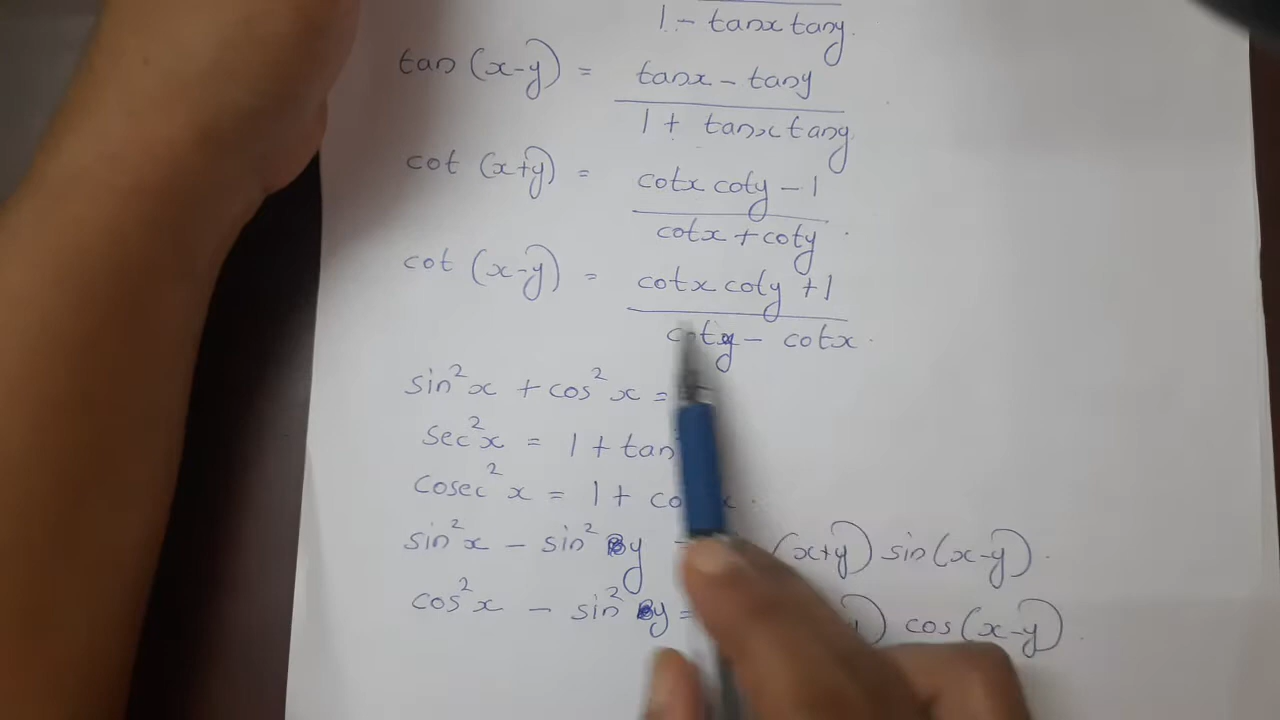 1 - tanx tany
tan (x-y) = tanx - tany
1 + tanx tany
cot (x+y) = cotx coty - 1
cotx + coty
cot (x-y) = cotx coty + 1
coty - cotx
sin²x + cos²x =
sec²x = 1 + tan
cosec²x = 1 + co x
sin²x - sin²y = (x+y) sin(x-y)
cos²x - sin²y = ) cos(x-y)